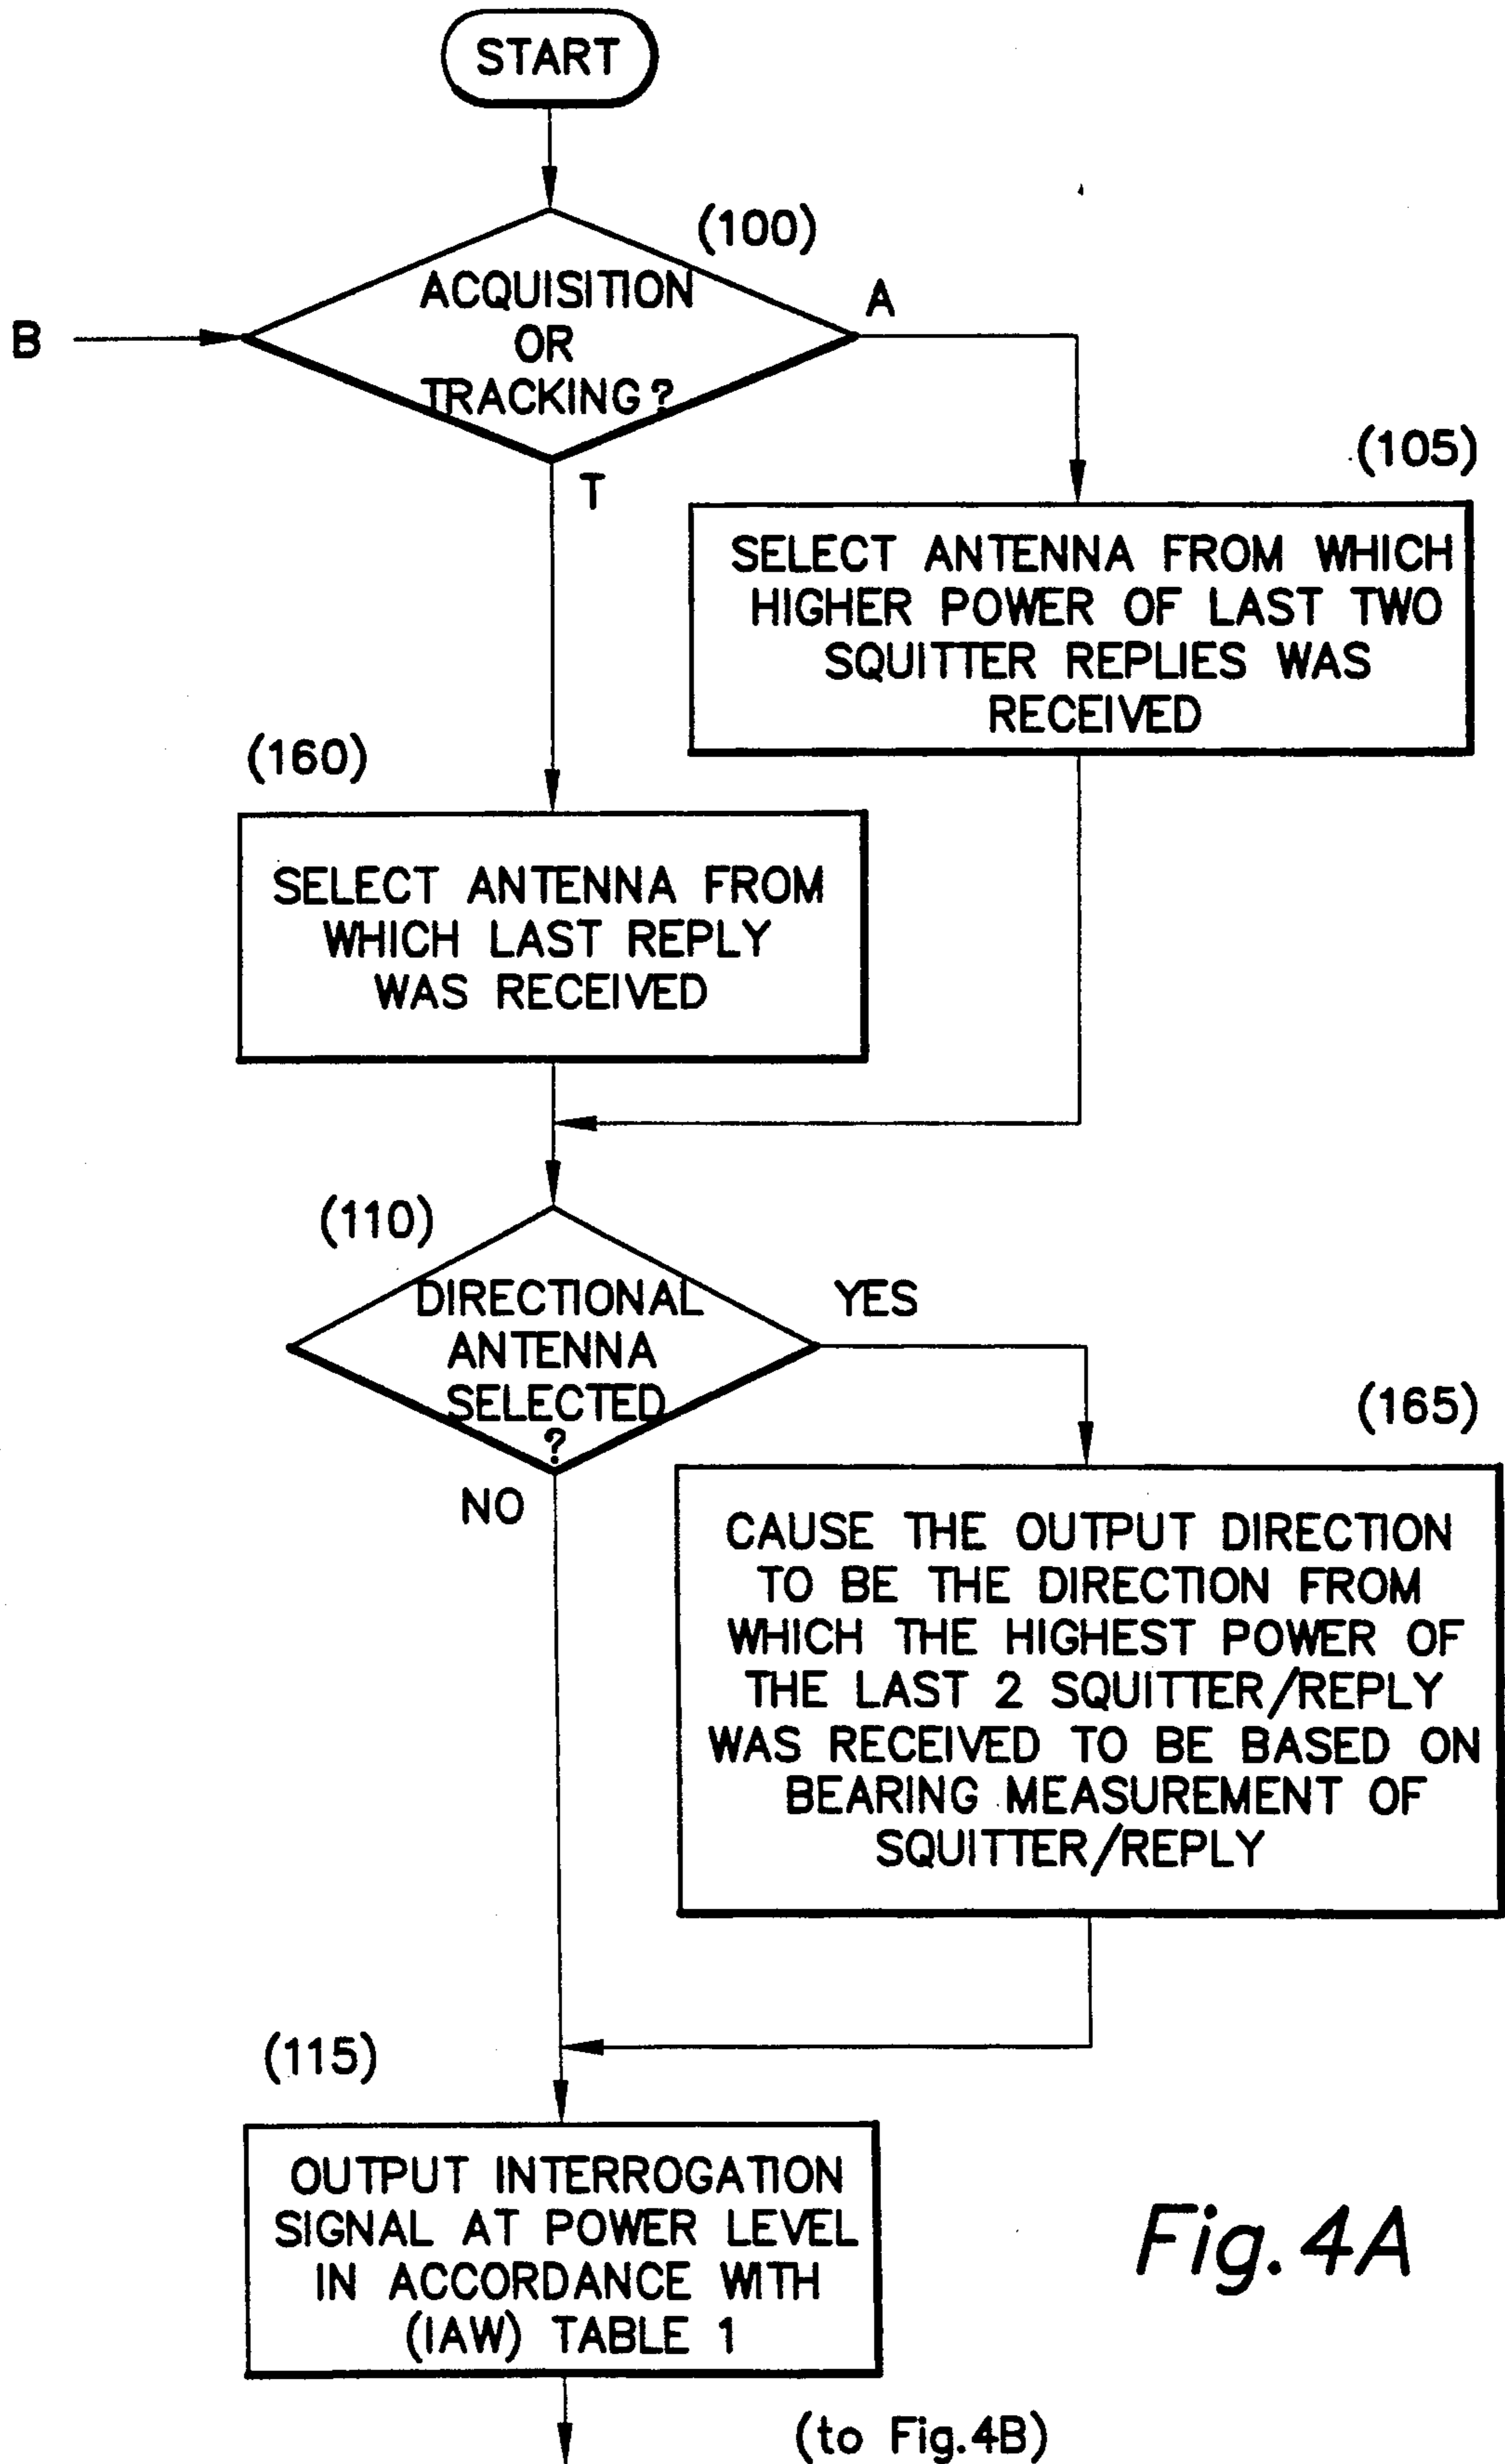 START
(100)
ACQUISITION
OR
TRACKING?
A
B
T
(105)
SELECT ANTENNA FROM WHICH
HIGHER POWER OF LAST TWO
SQUITTER REPLIES WAS
RECEIVED
(160)
SELECT ANTENNA FROM
WHICH LAST REPLY
WAS RECEIVED
(110)
DIRECTIONAL
ANTENNA
SELECTED
?
YES
NO
(165)
CAUSE THE OUTPUT DIRECTION
TO BE THE DIRECTION FROM
WHICH THE HIGHEST POWER OF
THE LAST 2 SQUITTER/REPLY
WAS RECEIVED TO BE BASED ON
BEARING MEASUREMENT OF
SQUITTER/REPLY
(115)
OUTPUT INTERROGATION
SIGNAL AT POWER LEVEL
IN ACCORDANCE WITH
(IAW) TABLE 1
Fig.4A
(to Fig.4B)